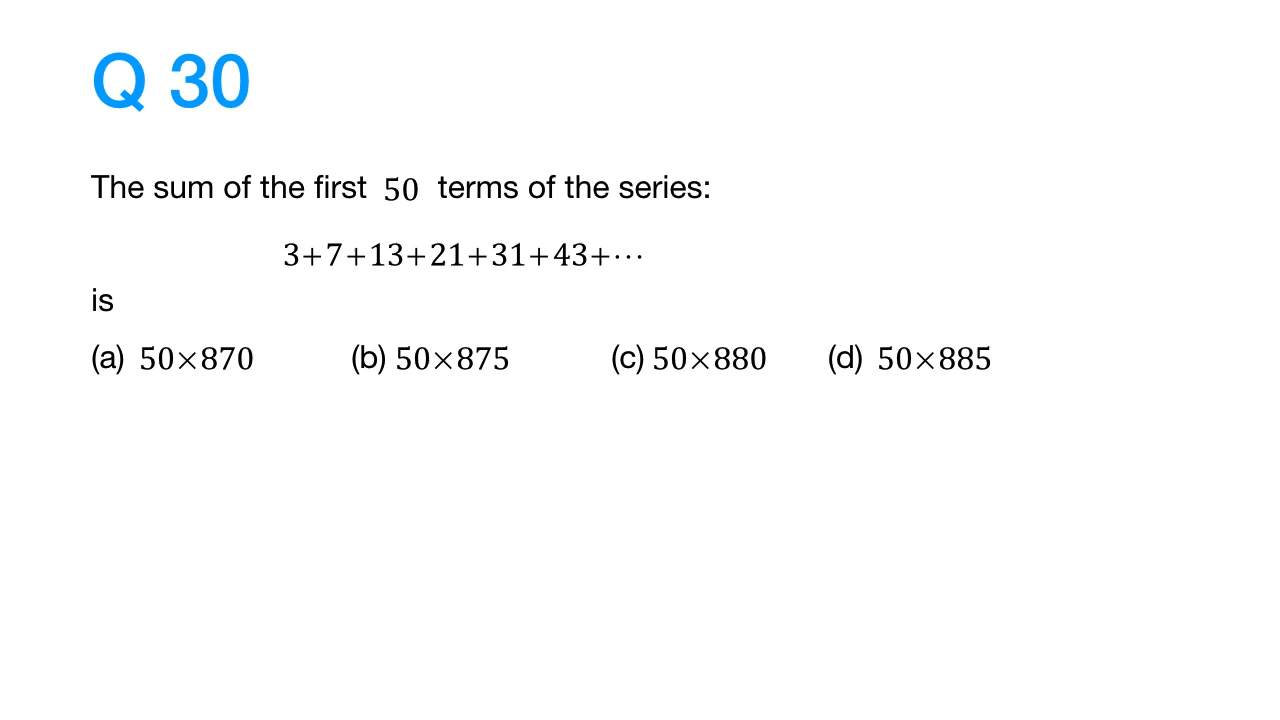 Q 30
The sum of the first 50 terms of the series:
3+7+13+21+31+43+⋯
is
(a) 50×870 (b) 50×875 (c) 50×880 (d) 50×885